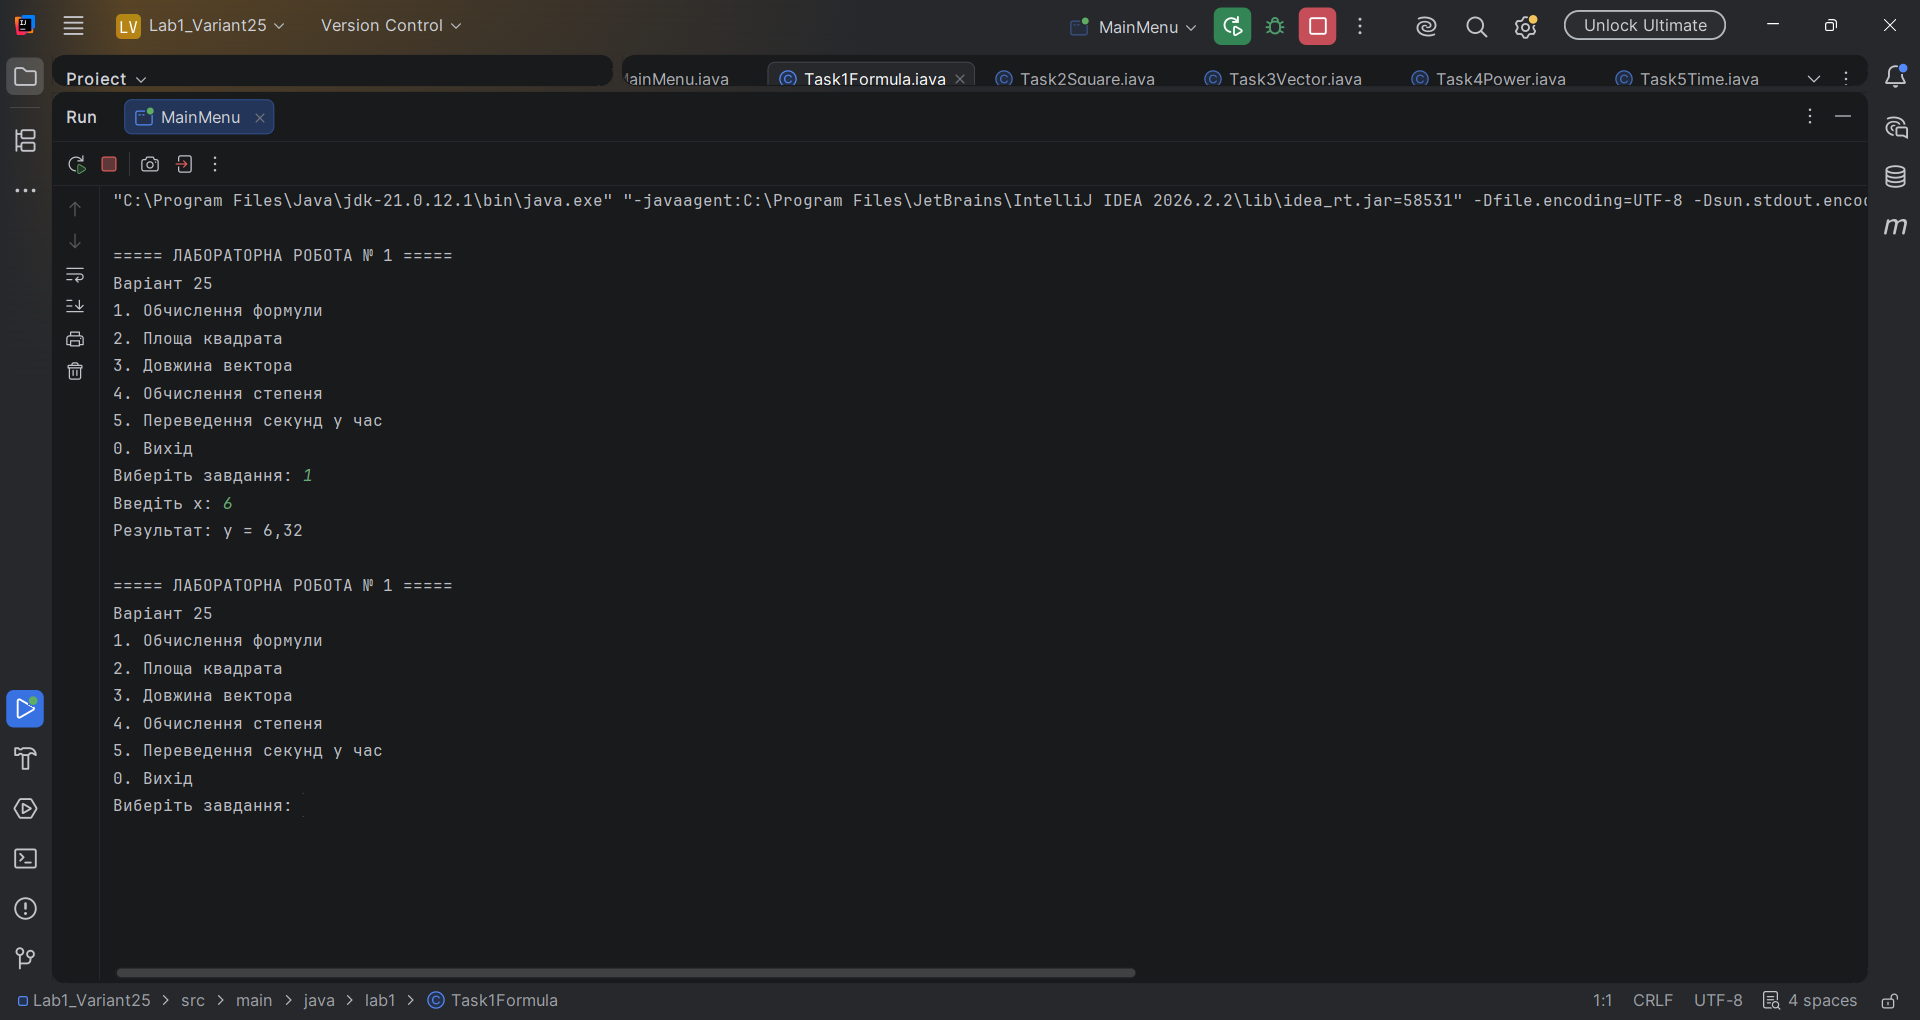 LV Lab1_Variant25 Version Control MainMenu Unlock Ultimate
Project ainMenu.java Task1Formula.java Task2Square.java Task3Vector.java Task4Power.java Task5Time.java
Run MainMenu
"C:\Program Files\Java\jdk-21.0.12.1\bin\java.exe" "-javaagent:C:\Program Files\JetBrains\IntelliJ IDEA 2026.2.2\lib\idea_rt.jar=58531" -Dfile.encoding=UTF-8 -Dsun.stdout.enco
===== ЛАБОРАТОРНА РОБОТА № 1 =====
Варіант 25
1. Обчислення формули
2. Площа квадрата
3. Довжина вектора
4. Обчислення степеня
5. Переведення секунд у час
0. Вихід
Виберіть завдання: 1
Введіть x: 6
Результат: y = 6,32
===== ЛАБОРАТОРНА РОБОТА № 1 =====
Варіант 25
1. Обчислення формули
2. Площа квадрата
3. Довжина вектора
4. Обчислення степеня
5. Переведення секунд у час
0. Вихід
Виберіть завдання:
Lab1_Variant25 > src > main > java > lab1 > Task1Formula 1:1 CRLF UTF-8 4 spaces